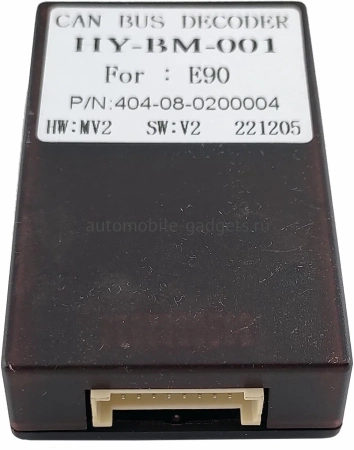 CAN BUS DECODER
HY-BM-001
For : E90
P/N:404-08-0200004
HW:MV2 SW:V2 221205
automobile-gadgets.ru